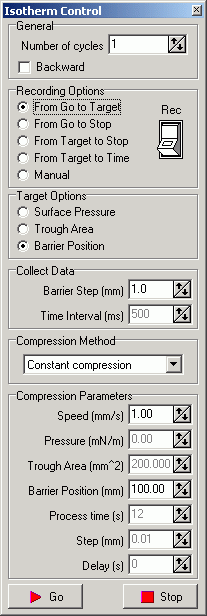 Isotherm Control
General
Number of cycles 1
Backward
Recording Options
From Go to Target
Rec
From Go to Stop
From Target to Stop
From Target to Time
Manual
Target Options
Surface Pressure
Trough Area
Barrier Position
Collect Data
Barrier Step (mm) 1.0
Time Interval (ms) 500
Compression Method
Constant compression
Compression Parameters
Speed (mm/s) 1.00
Pressure (mN/m) 0.00
Trough Area (mm^2) 200.000
Barrier Position (mm) 100.00
Process time (s) 12
Step (mm) 0.01
Delay (s) 0
Go Stop